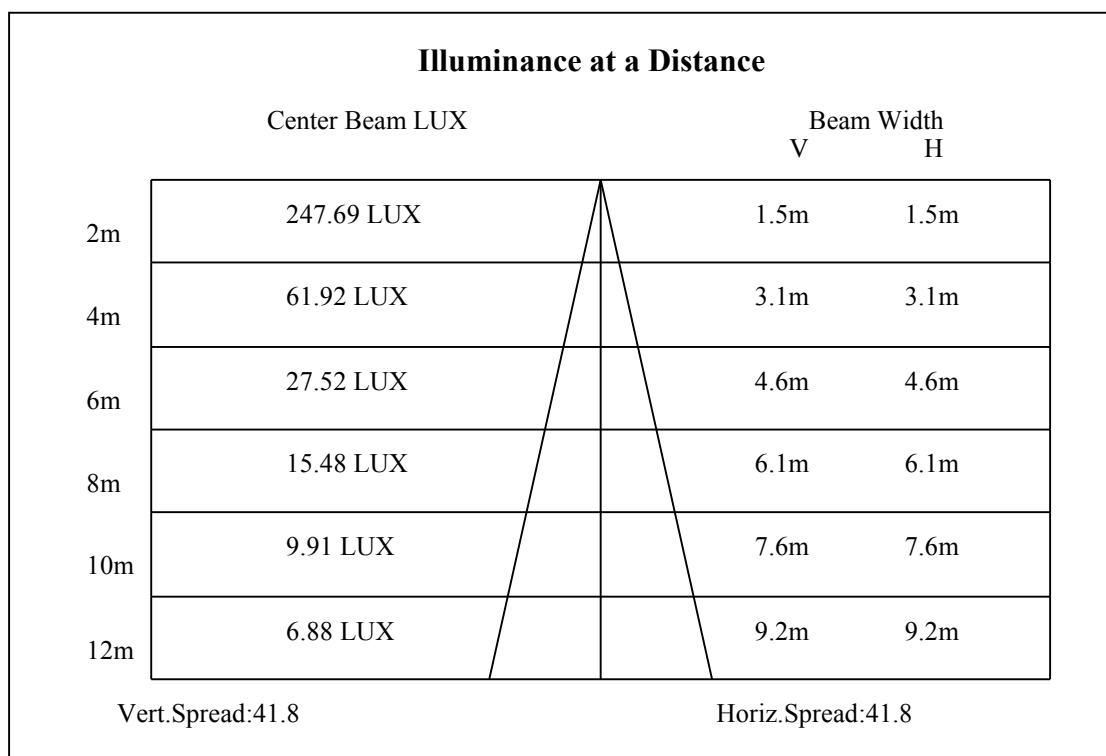 Illuminance at a Distance
Center Beam LUX Beam Width
V H
2m 247.69 LUX 1.5m 1.5m
4m 61.92 LUX 3.1m 3.1m
6m 27.52 LUX 4.6m 4.6m
8m 15.48 LUX 6.1m 6.1m
10m 9.91 LUX 7.6m 7.6m
12m 6.88 LUX 9.2m 9.2m
Vert.Spread:41.8 Horiz.Spread:41.8